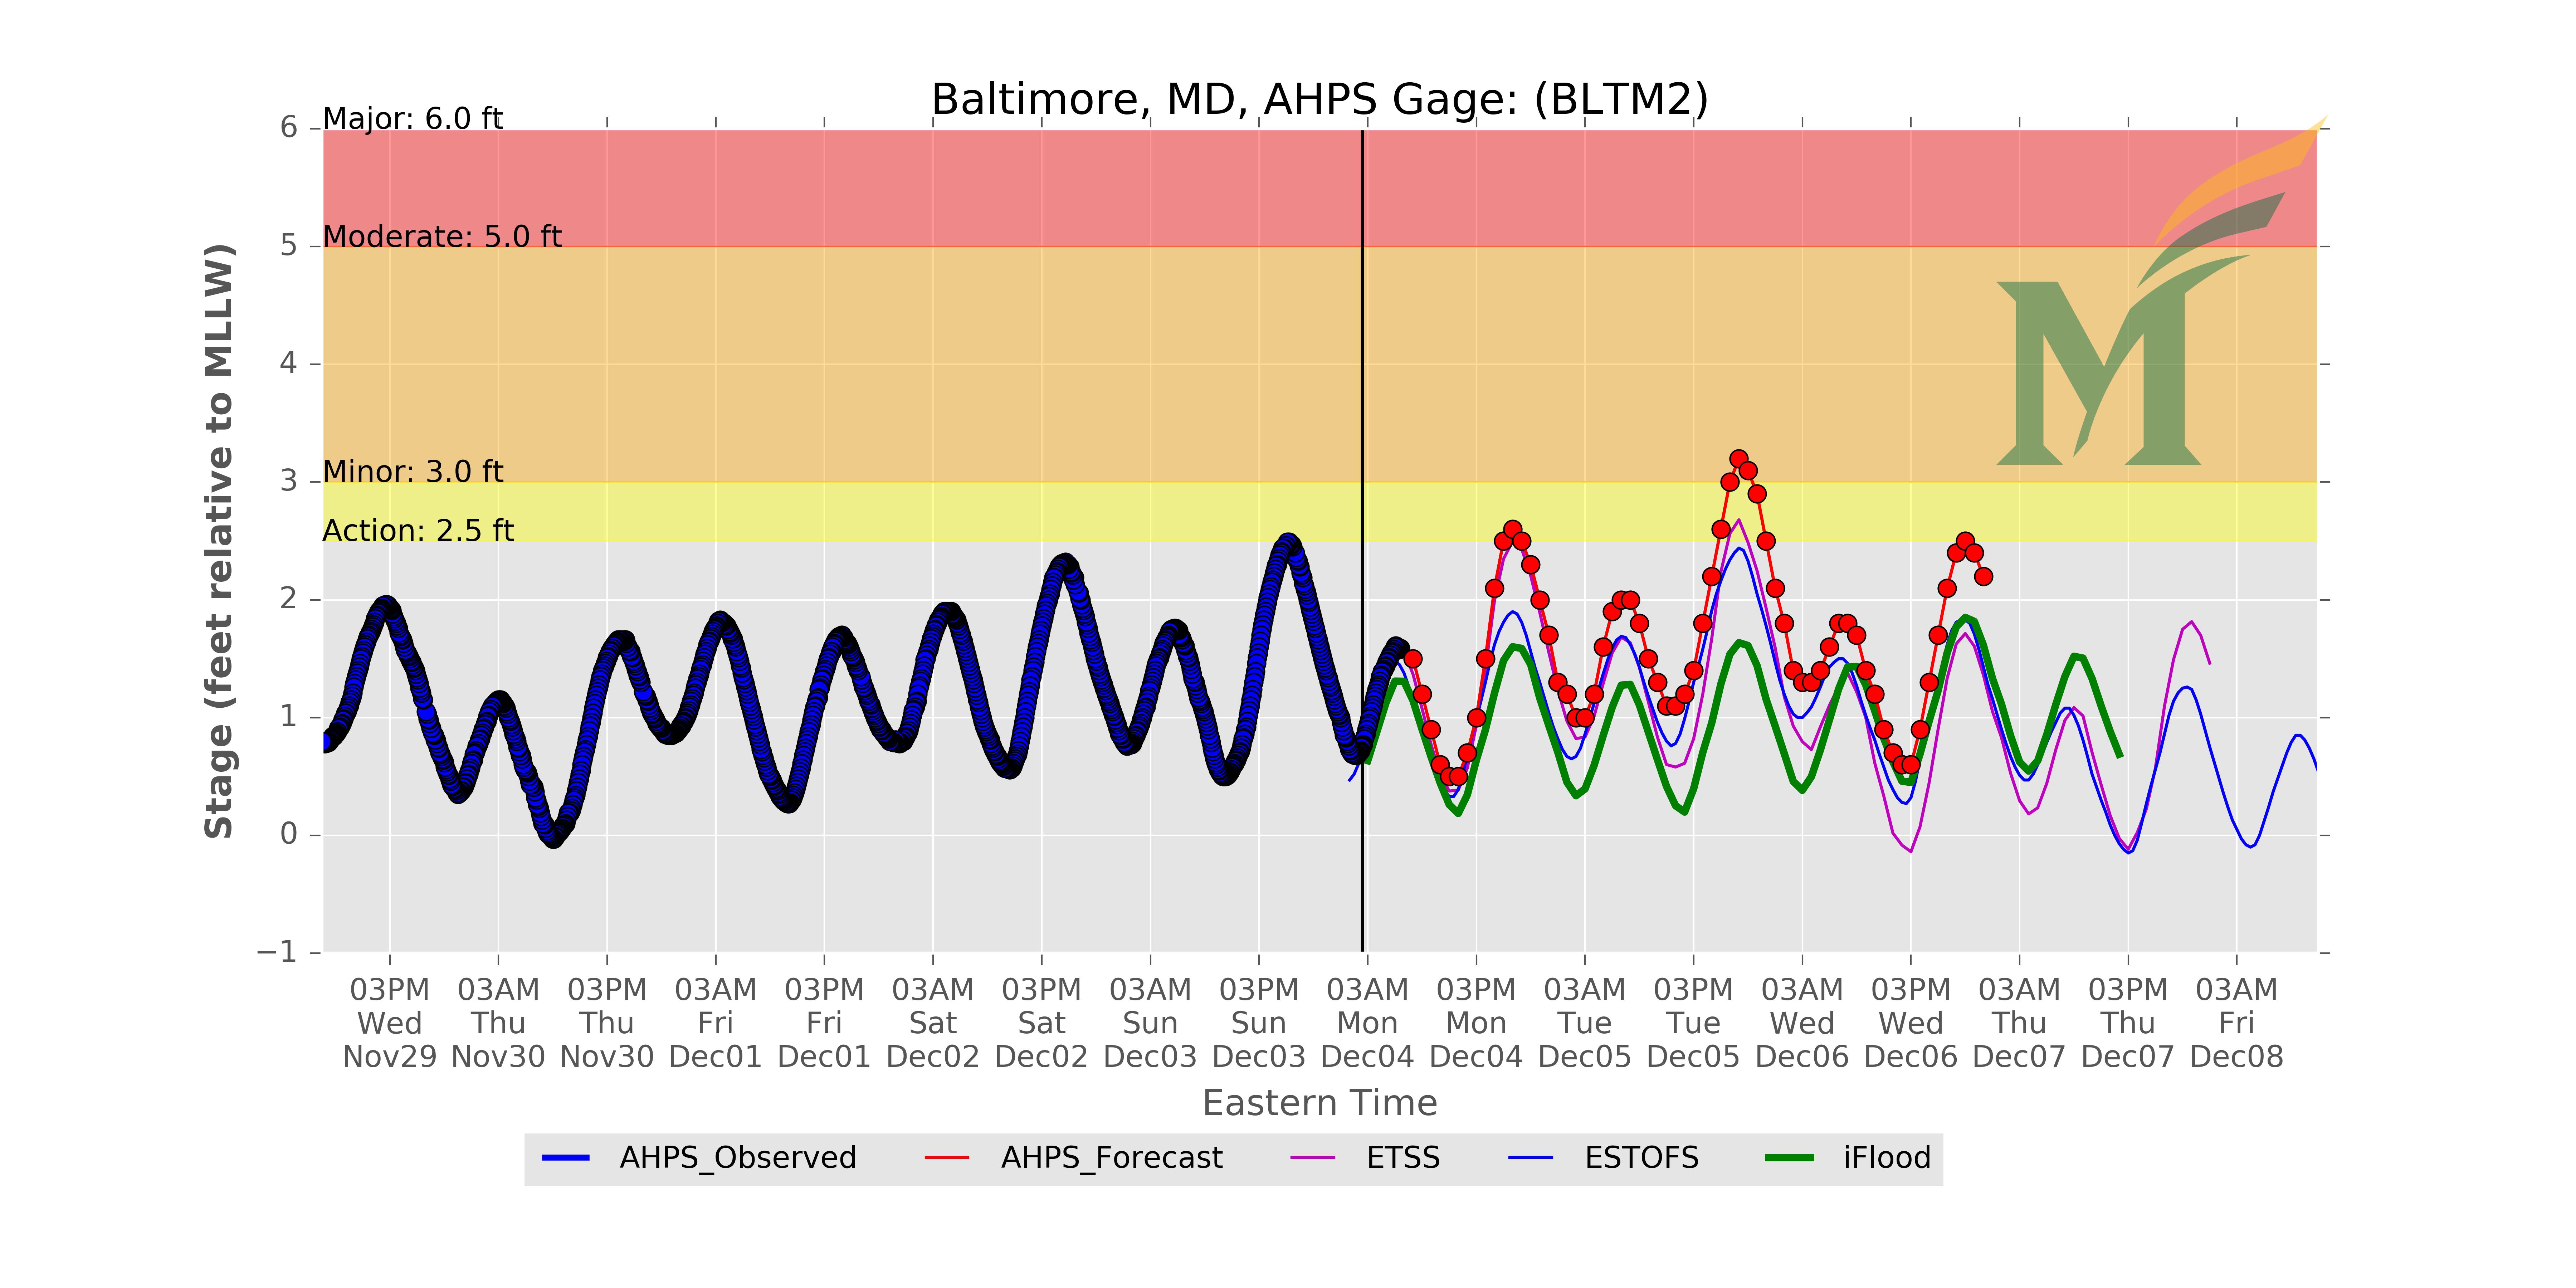 Baltimore, MD, AHPS Gage: (BLTM2)
Stage (feet relative to MLLW)
6
5
4
3
2
1
0
−1
Major: 6.0 ft
Moderate: 5.0 ft
Minor: 3.0 ft
Action: 2.5 ft
M
03PM 03AM 03PM 03AM 03PM 03AM 03PM 03AM 03PM 03AM 03PM 03AM 03PM 03AM 03PM 03AM 03PM 03AM
Wed Thu Thu Fri Fri Sat Sat Sun Sun Mon Mon Tue Tue Wed Wed Thu Thu Fri
Nov29 Nov30 Nov30 Dec01 Dec01 Dec02 Dec02 Dec03 Dec03 Dec04 Dec04 Dec05 Dec05 Dec06 Dec06 Dec07 Dec07 Dec08
Eastern Time
AHPS_Observed AHPS_Forecast ETSS ESTOFS iFlood